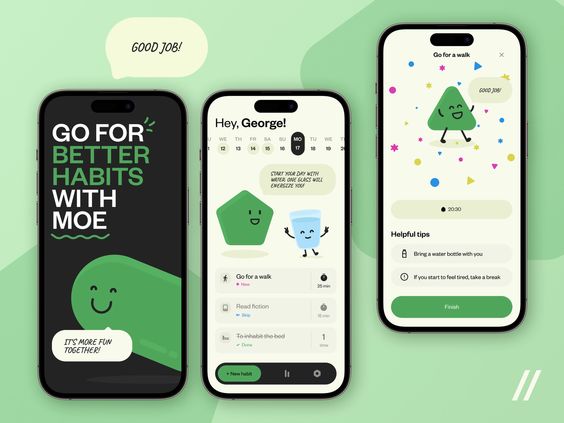 GOOD JOB!
GO FOR
BETTER
HABITS
WITH
MOE
IT'S MORE FUN
TOGETHER!
Hey, George!
U WE TH FR SA SU MO TU WE TH
12 13 14 15 16 17 18 19 20
START YOUR DAY WITH
WATER. ONE GLASS WILL
ENERGIZE YOU!
Go for a walk
New
25 min
Read fiction
Skip
15 min
To inhabit the bed
Done
1
time
+ New habit
Go for a walk
GOOD JOB!
20:30
Helpful tips
Bring a water bottle with you
If you start to feel tired, take a break
Finish